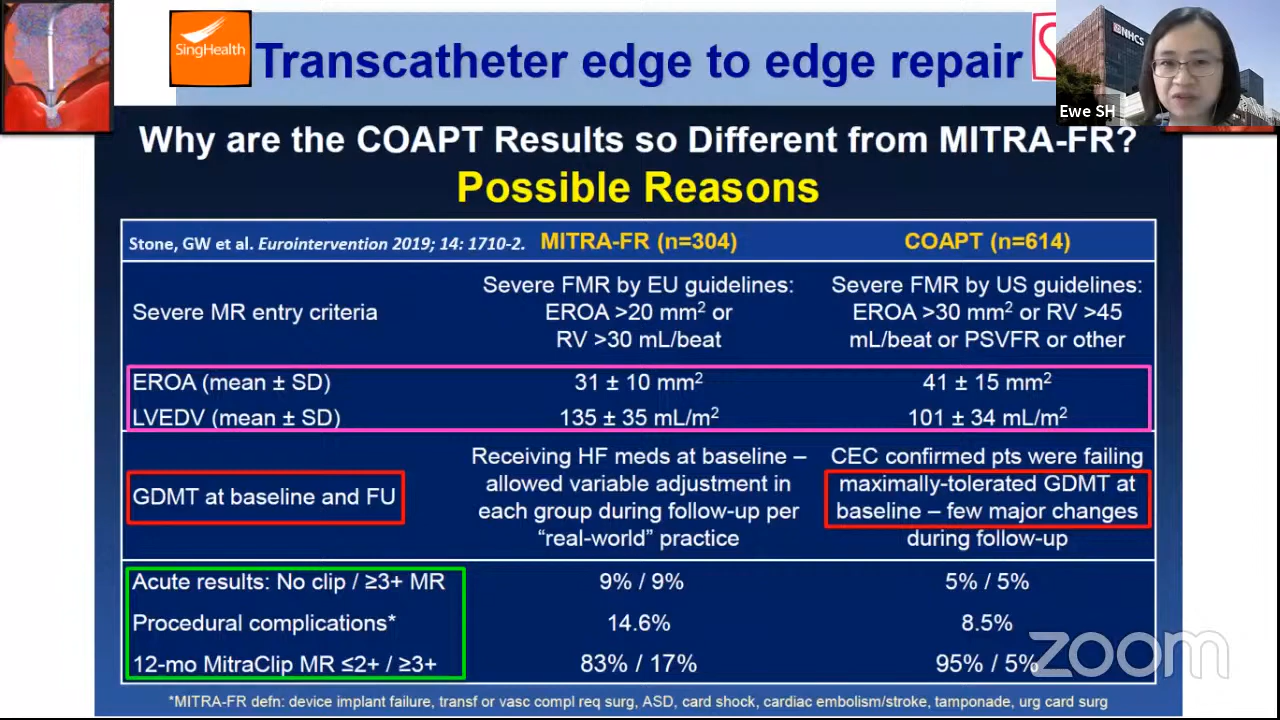 SingHealth
Transcatheter edge to edge repair
NHCS
Ewe SH
Why are the COAPT Results so Different from MITRA-FR?
Possible Reasons
Stone, GW et al. Eurointervention 2019; 14: 1710-2. MITRA-FR (n=304) COAPT (n=614)
Severe MR entry criteria
Severe FMR by EU guidelines:
EROA >20 mm² or
RV >30 mL/beat
Severe FMR by US guidelines:
EROA >30 mm² or RV >45
mL/beat or PSVFR or other
EROA (mean ± SD) 31 ± 10 mm² 41 ± 15 mm²
LVEDV (mean ± SD) 135 ± 35 mL/m² 101 ± 34 mL/m²
GDMT at baseline and FU
Receiving HF meds at baseline –
allowed variable adjustment in
each group during follow-up per
“real-world” practice
CEC confirmed pts were failing
maximally-tolerated GDMT at
baseline – few major changes
during follow-up
Acute results: No clip / ≥3+ MR 9% / 9% 5% / 5%
Procedural complications* 14.6% 8.5%
12-mo MitraClip MR ≤2+ / ≥3+ 83% / 17% 95% / 5%
zoom
*MITRA-FR defn: device implant failure, transf or vasc compl req surg, ASD, card shock, cardiac embolism/stroke, tamponade, urg card surg